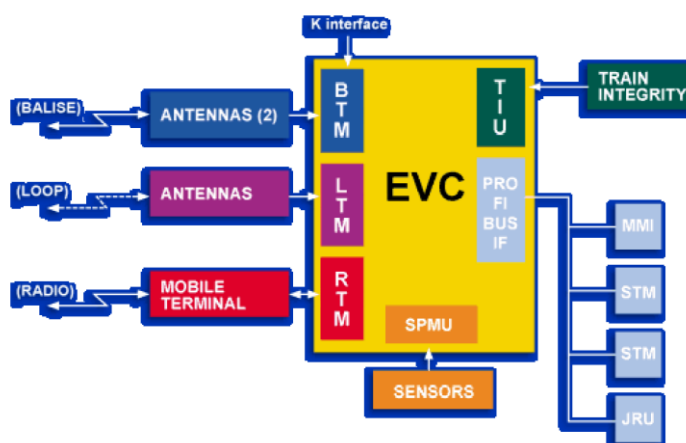 K interface
(BALISE)
ANTENNAS (2)
B
T
M
T
I
U
TRAIN
INTEGRITY
(LOOP)
ANTENNAS
L
T
M
EVC
PRO
FI
BUS
IF
MMI
(RADIO)
MOBILE
TERMINAL
R
T
M
STM
SPMU
STM
SENSORS
JRU